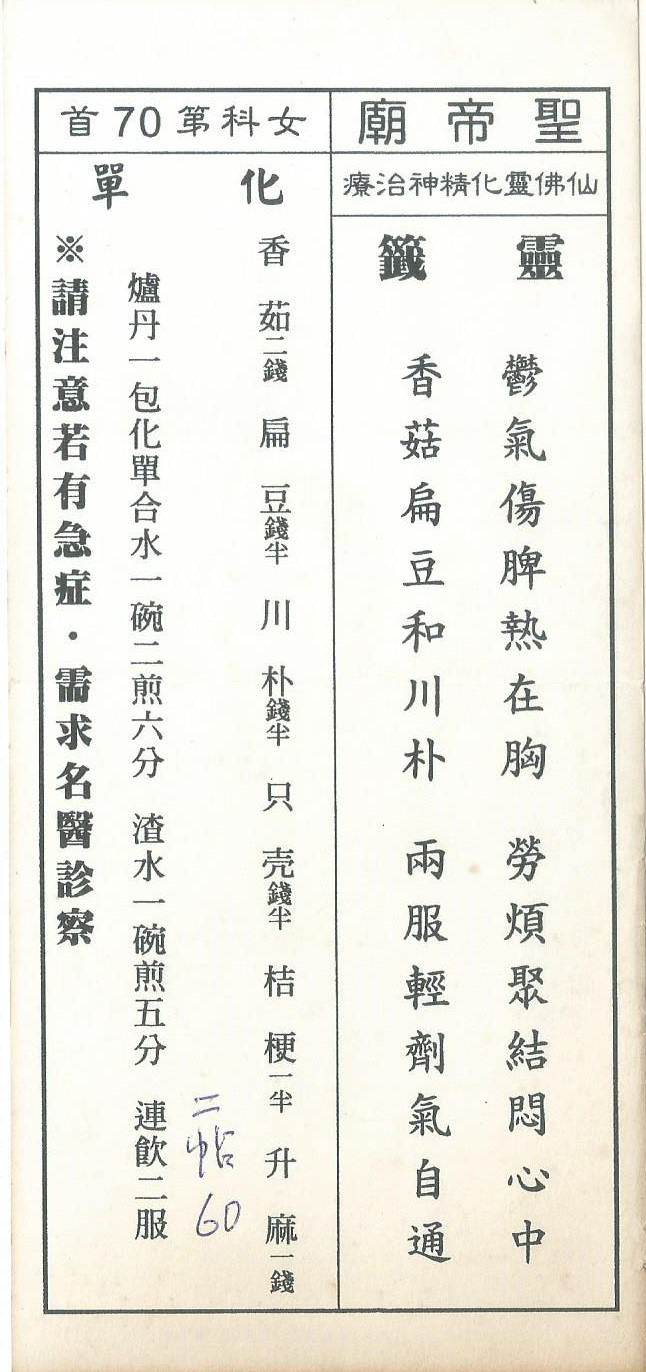 聖帝廟
仙佛靈化精神治療
靈籤
鬱氣傷脾熱在胸　勞煩聚結悶心中
香菇扁豆和川朴　兩服輕劑氣自通
女科第70首
化單
香茹二錢　扁豆錢半　川朴錢半　只壳錢半　桔梗一半　升麻一錢
二帖60
爐丹一包化單合水一碗二煎六分　渣水一碗煎五分　連飲二服
※請注意若有急症・需求名醫診察